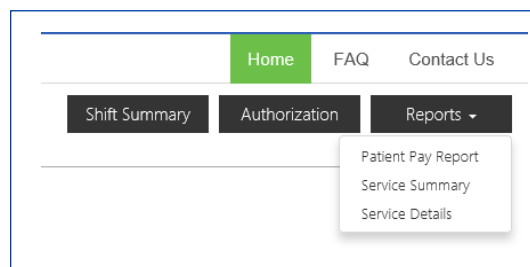 Home FAQ Contact Us
Shift Summary Authorization Reports
Patient Pay Report
Service Summary
Service Details